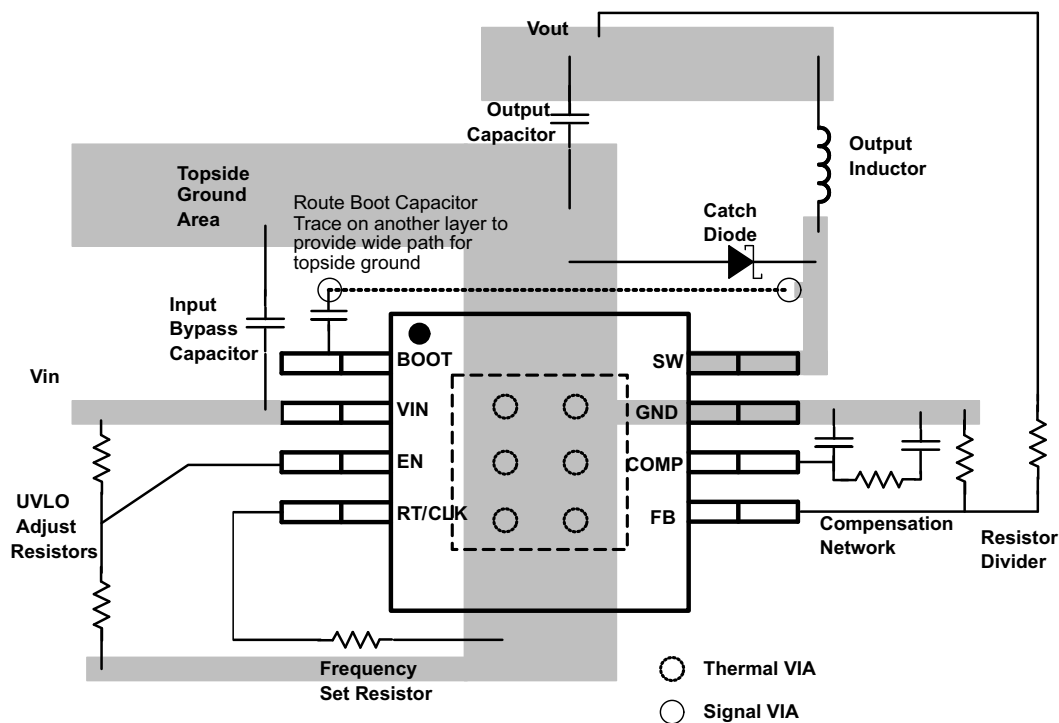 Vout
Output
Capacitor
Output
Inductor
Topside
Ground
Area
Route Boot Capacitor
Trace on another layer to
provide wide path for
topside ground
Catch
Diode
Input
Bypass
Capacitor
Vin
BOOT
SW
VIN
GND
EN
COMP
RT/CLK
FB
UVLO
Adjust
Resistors
Compensation
Network
Resistor
Divider
Frequency
Set Resistor
Thermal VIA
Signal VIA